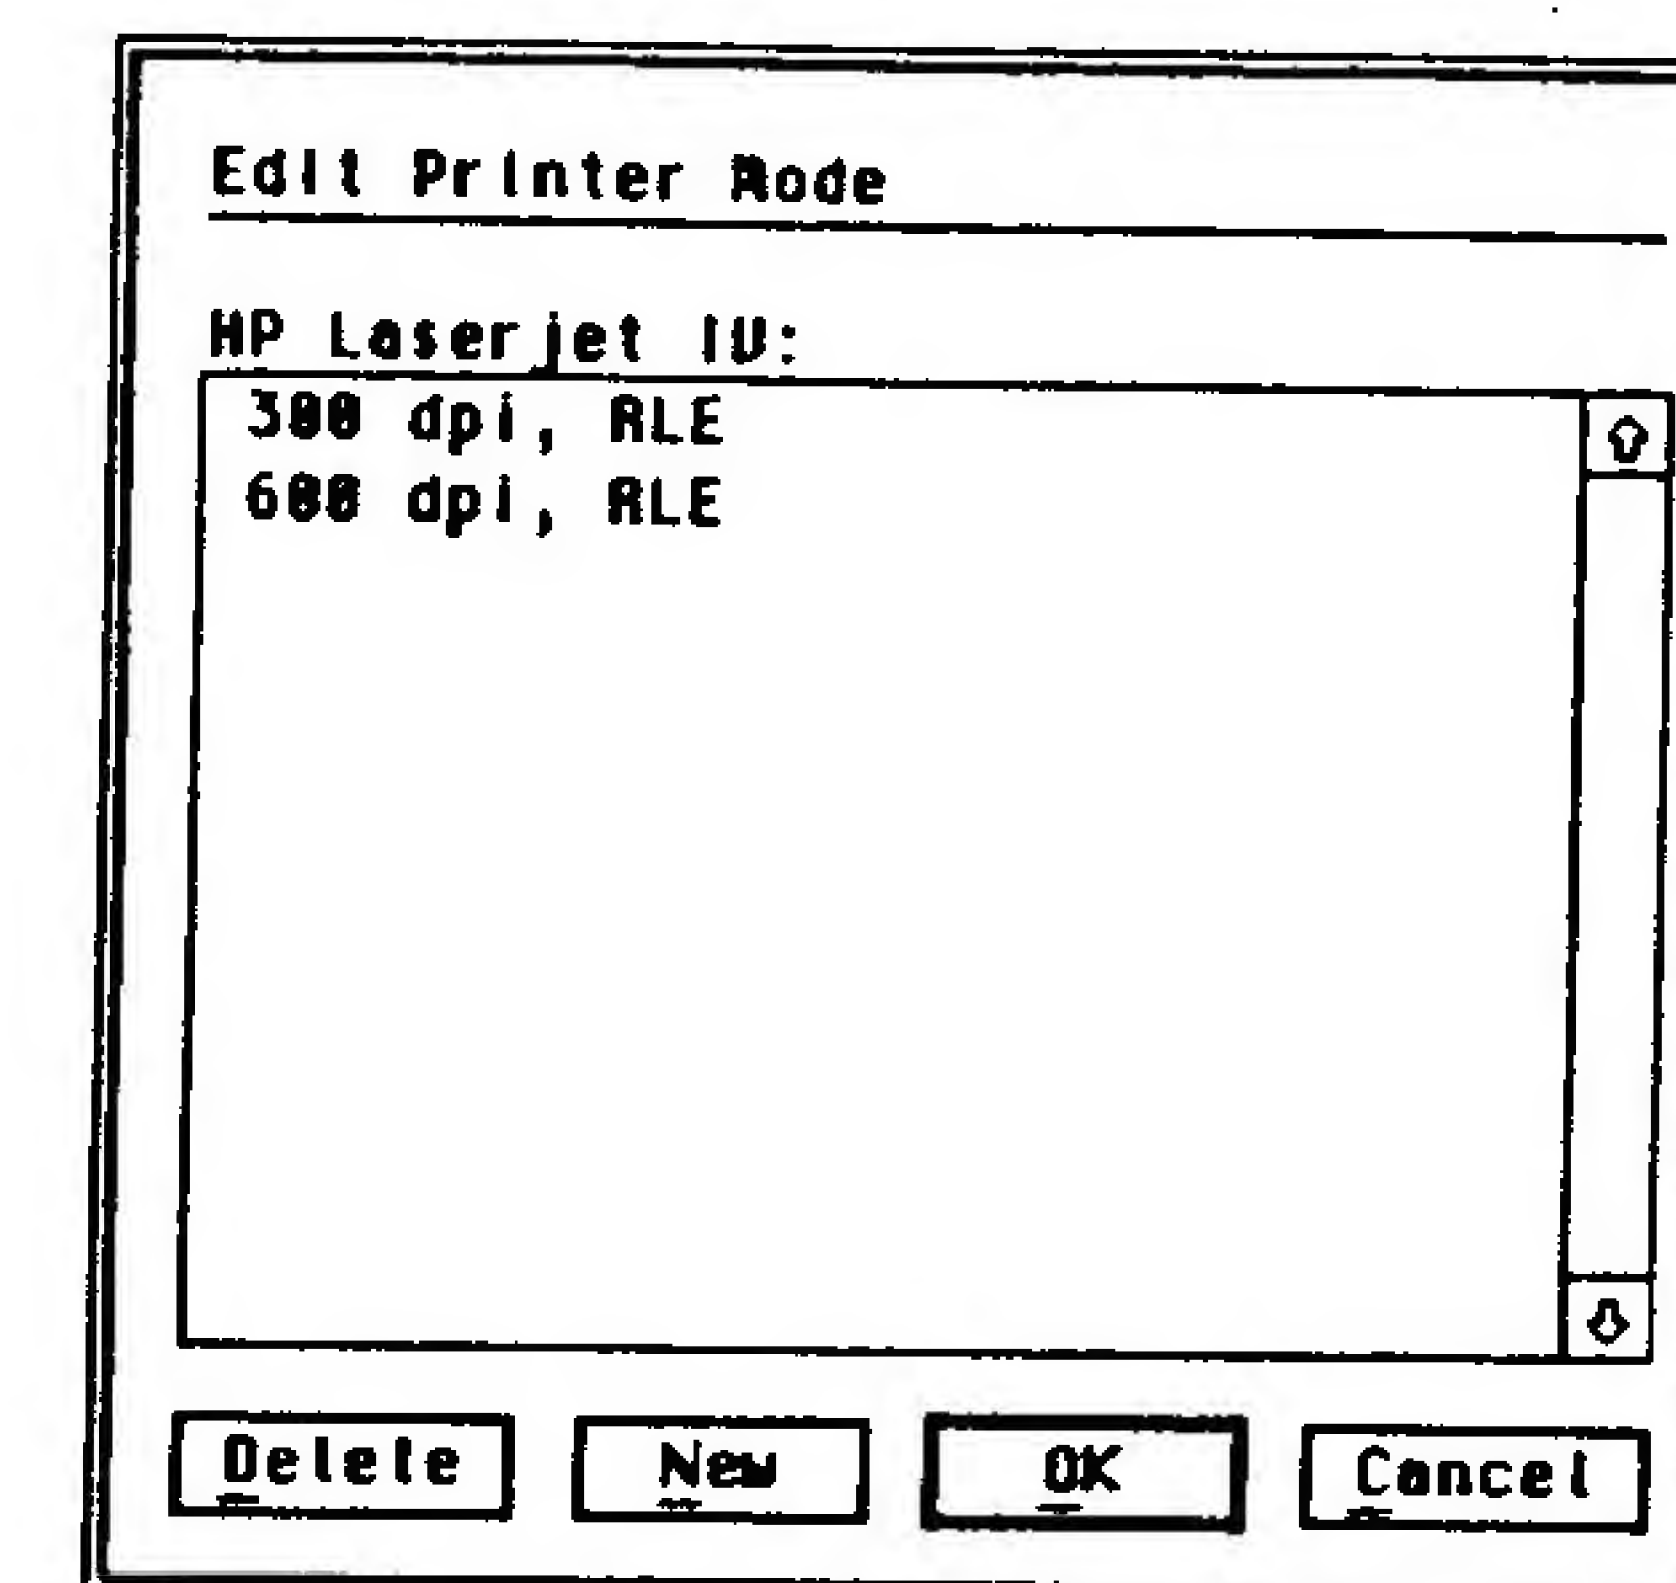 Edit Printer Mode
HP Laserjet IV:
300 dpi, RLE
600 dpi, RLE
Delete New OK Cancel